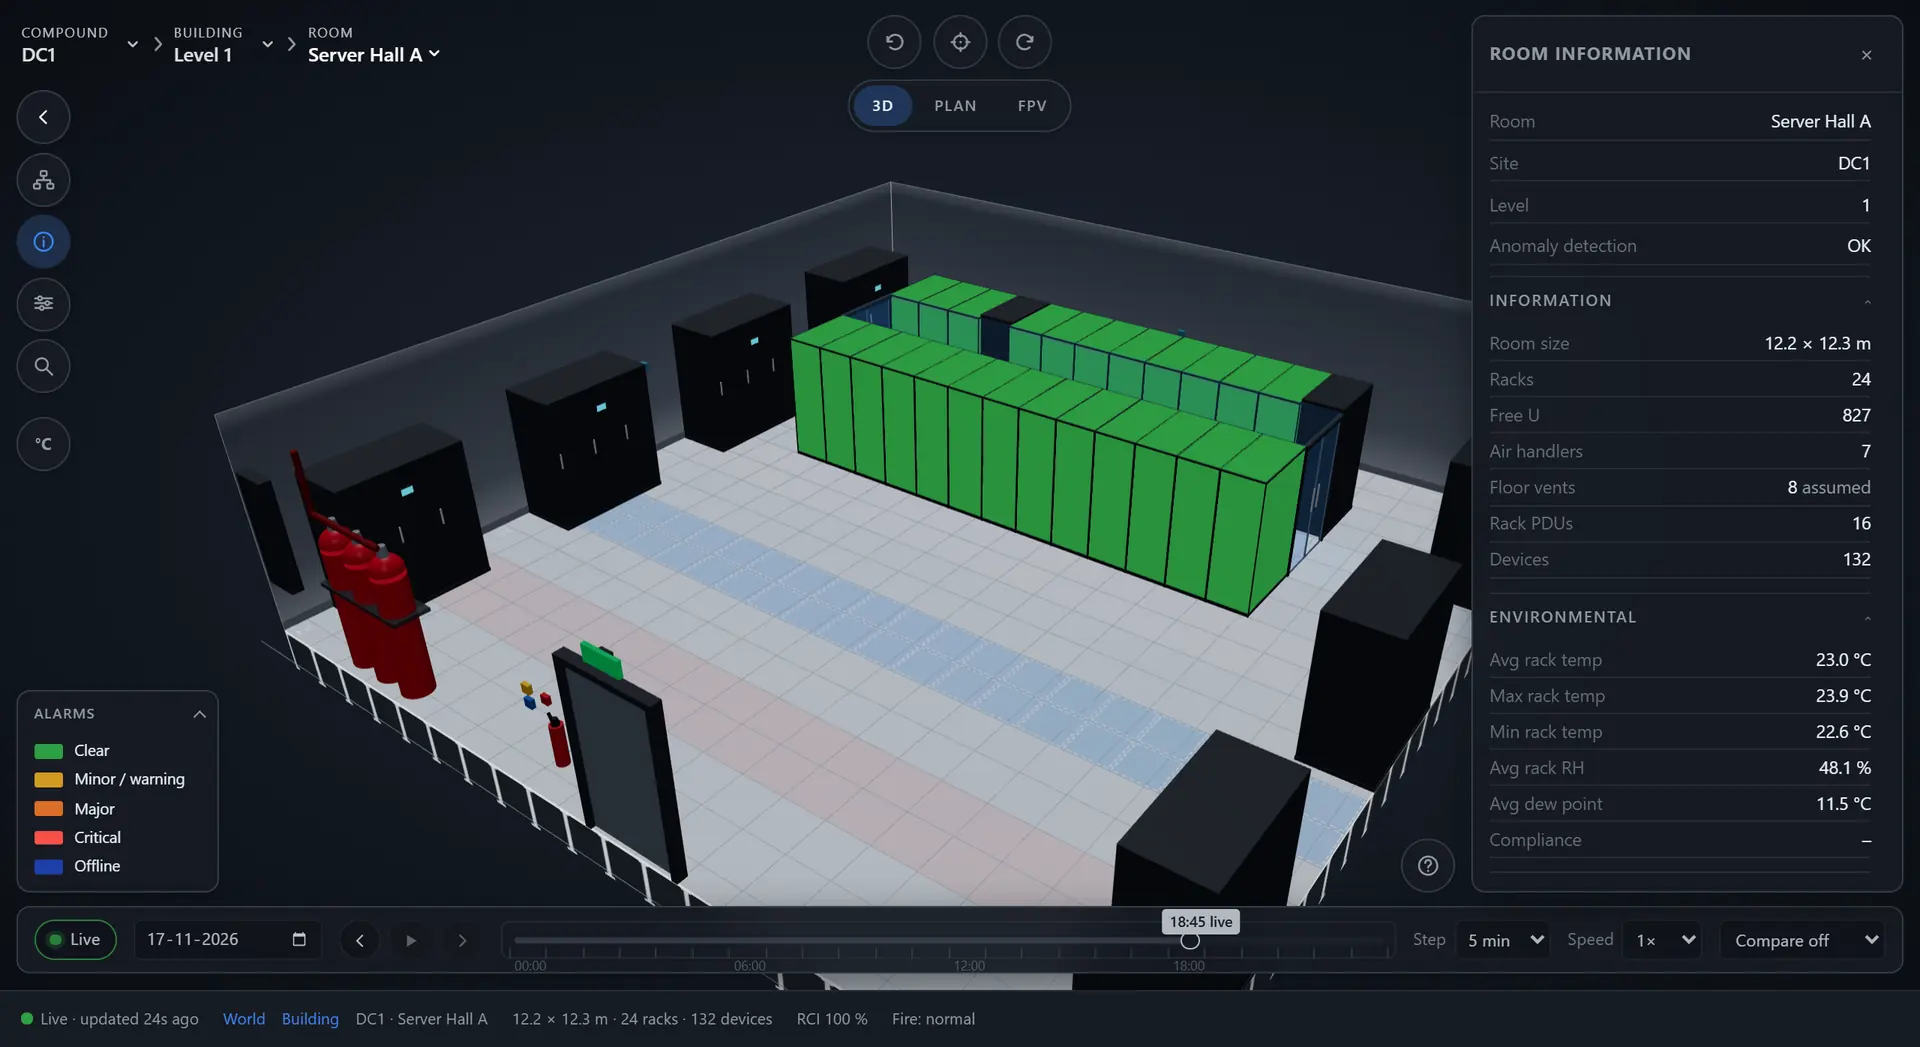 COMPOUND
DC1
BUILDING
Level 1
ROOM
Server Hall A
3D
PLAN
FPV
°C
ROOM INFORMATION
×
Room
Server Hall A
Site
DC1
Level
1
Anomaly detection
OK
INFORMATION
Room size
12.2 × 12.3 m
Racks
24
Free U
827
Air handlers
7
Floor vents
8 assumed
Rack PDUs
16
Devices
132
ENVIRONMENTAL
Avg rack temp
23.0 °C
Max rack temp
23.9 °C
Min rack temp
22.6 °C
Avg rack RH
48.1 %
Avg dew point
11.5 °C
Compliance
–
ALARMS
Clear
Minor / warning
Major
Critical
Offline
Live
17-11-2026
18:45 live
00:00
06:00
12:00
18:00
Step
5 min
Speed
1×
Compare off
Live · updated 24s ago
World
Building
DC1 · Server Hall A
12.2 × 12.3 m · 24 racks · 132 devices
RCI 100 %
Fire: normal